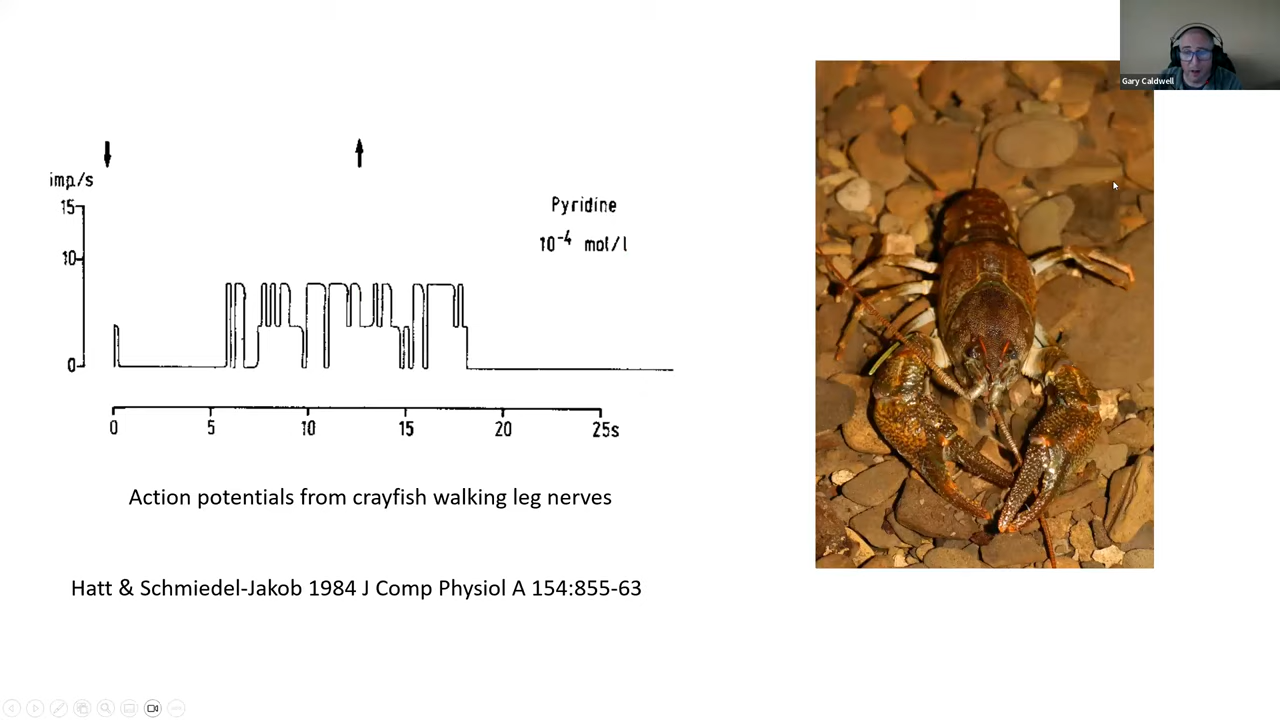 Gary Caldwell
imp/s
15
10
0
Pyridine
10⁻⁴ mol/l
0 5 10 15 20 25s
Action potentials from crayfish walking leg nerves
Hatt & Schmiedel-Jakob 1984 J Comp Physiol A 154:855-63